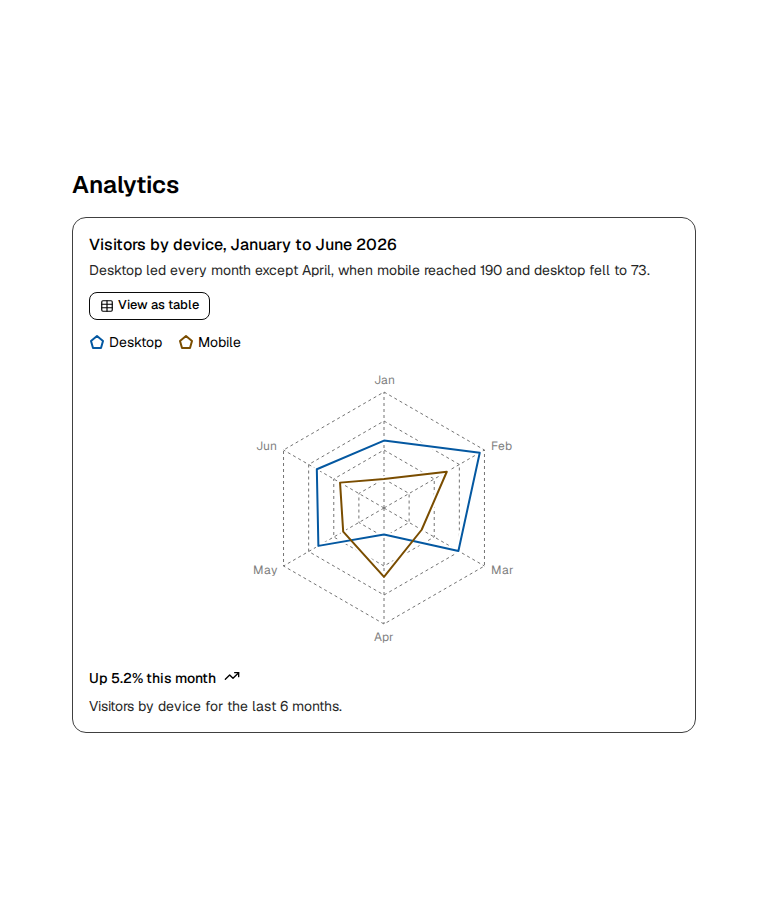 Analytics
Visitors by device, January to June 2026
Desktop led every month except April, when mobile reached 190 and desktop fell to 73.
View as table
Desktop Mobile
Jan
Jun Feb
May Mar
Apr
Up 5.2% this month
Visitors by device for the last 6 months.